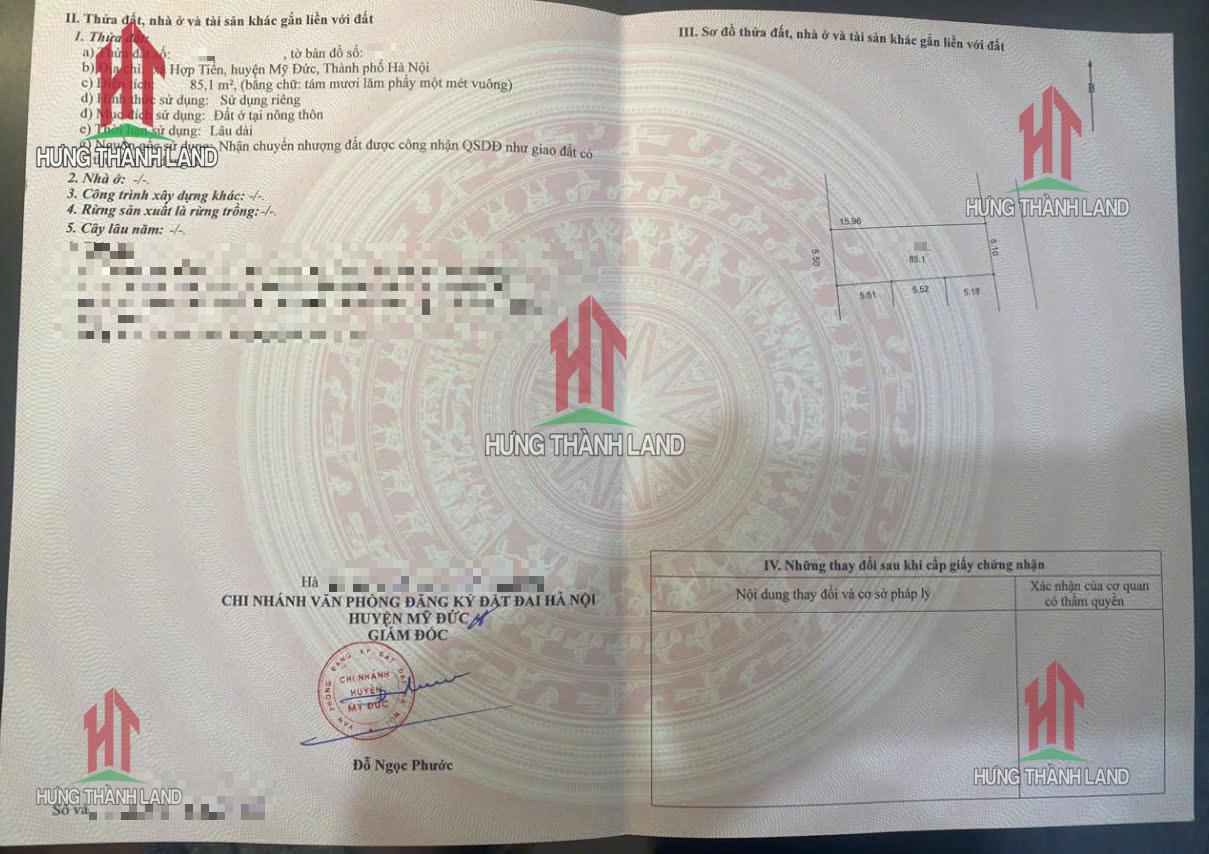 II. Thửa đất, nhà ở và tài sản khác gắn liền với đất
1. Thửa đất:
a) Thửa đất số: , tờ bản đồ số:
b) Địa chỉ: Hợp Tiến, huyện Mỹ Đức, Thành phố Hà Nội
c) Diện tích: 85,1 m², (bằng chữ: tám mươi lăm phẩy một mét vuông)
d) Hình thức sử dụng: Sử dụng riêng
đ) Mục đích sử dụng: Đất ở tại nông thôn
e) Thời hạn sử dụng: Lâu dài
g) Nguồn gốc sử dụng: Nhận chuyển nhượng đất được công nhận QSDĐ như giao đất có
HƯNG THÀNH LAND
2. Nhà ở: -/-.
3. Công trình xây dựng khác: -/-.
4. Rừng sản xuất là rừng trồng:-/-.
5. Cây lâu năm: -/-.
HƯNG THÀNH LAND
Hà
CHI NHÁNH VĂN PHÒNG ĐĂNG KÝ ĐẤT ĐAI HÀ NỘI
HUYỆN MỸ ĐỨC
GIÁM ĐỐC
VĂN PHÒNG ĐĂNG KÝ ĐẤT ĐAI HÀ NỘI
CHI NHÁNH
HUYỆN
MỸ ĐỨC
Đỗ Ngọc Phước
HƯNG THÀNH LAND
Số và
III. Sơ đồ thửa đất, nhà ở và tài sản khác gắn liền với đất
B
HƯNG THÀNH LAND
15.96
5.50
85.1
5.10
5.51
5.52
5.18
IV. Những thay đổi sau khi cấp giấy chứng nhận
Nội dung thay đổi và cơ sở pháp lý
Xác nhận của cơ quan
có thẩm quyền
HƯNG THÀNH LAND